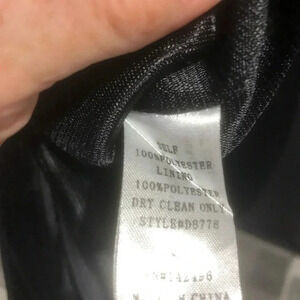 SELF
100%POLYESTER
LINING
100%POLYESTER
DRY CLEAN ONLY
STYLE#D8778
CHINA